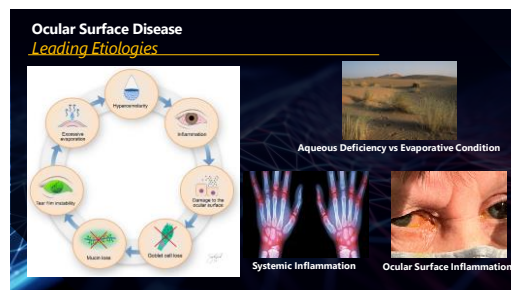 Ocular Surface Disease
Leading Etiologies
Hyperosmolarity
Inflammation
Damage to the
ocular surface
Goblet cell loss
Mucin loss
Tear film instability
Excessive
evaporation
Aqueous Deficiency vs Evaporative Condition
Systemic Inflammation
Ocular Surface Inflammation